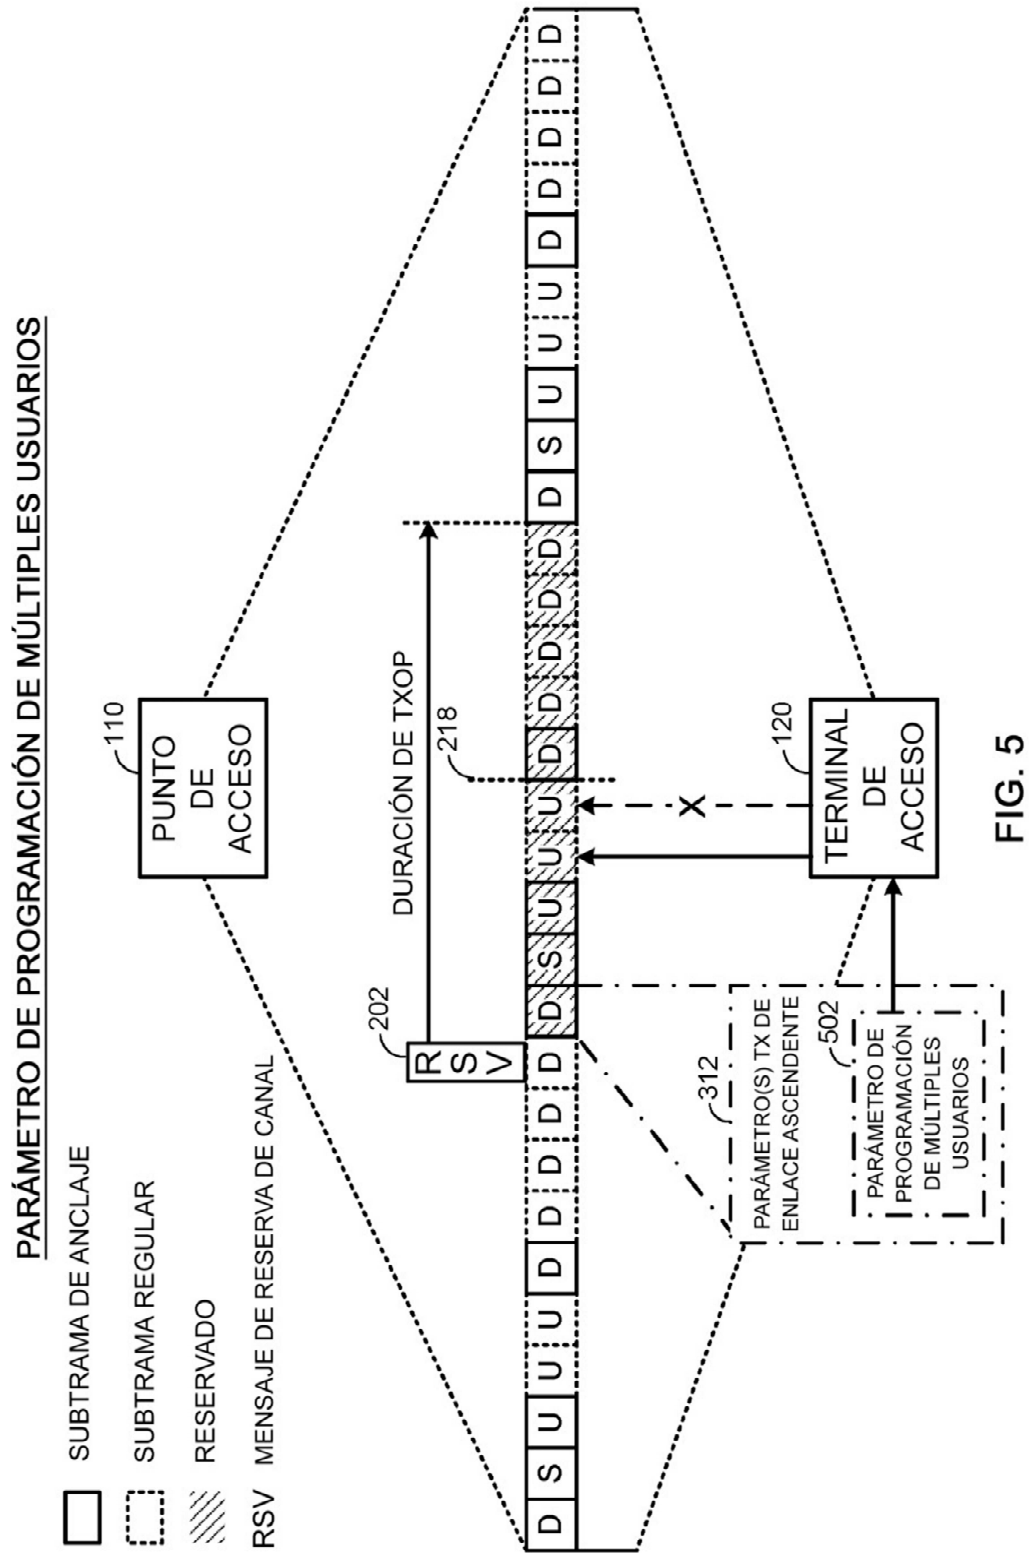 PARÁMETRO DE PROGRAMACIÓN DE MÚLTIPLES USUARIOS
SUBTRAMA DE ANCLAJE
SUBTRAMA REGULAR
RESERVADO
RSV MENSAJE DE RESERVA DE CANAL
110
PUNTO
DE
ACCESO
202
R
S
V
DURACIÓN DE TXOP
218
D S U U U D D D D D D S U U U D D D D D D S U U U D D D D D
X
312
PARÁMETRO(S) TX DE
ENLACE ASCENDENTE
502
PARÁMETRO DE
PROGRAMACIÓN
DE MÚLTIPLES
USUARIOS
120
TERMINAL
DE
ACCESO
FIG. 5